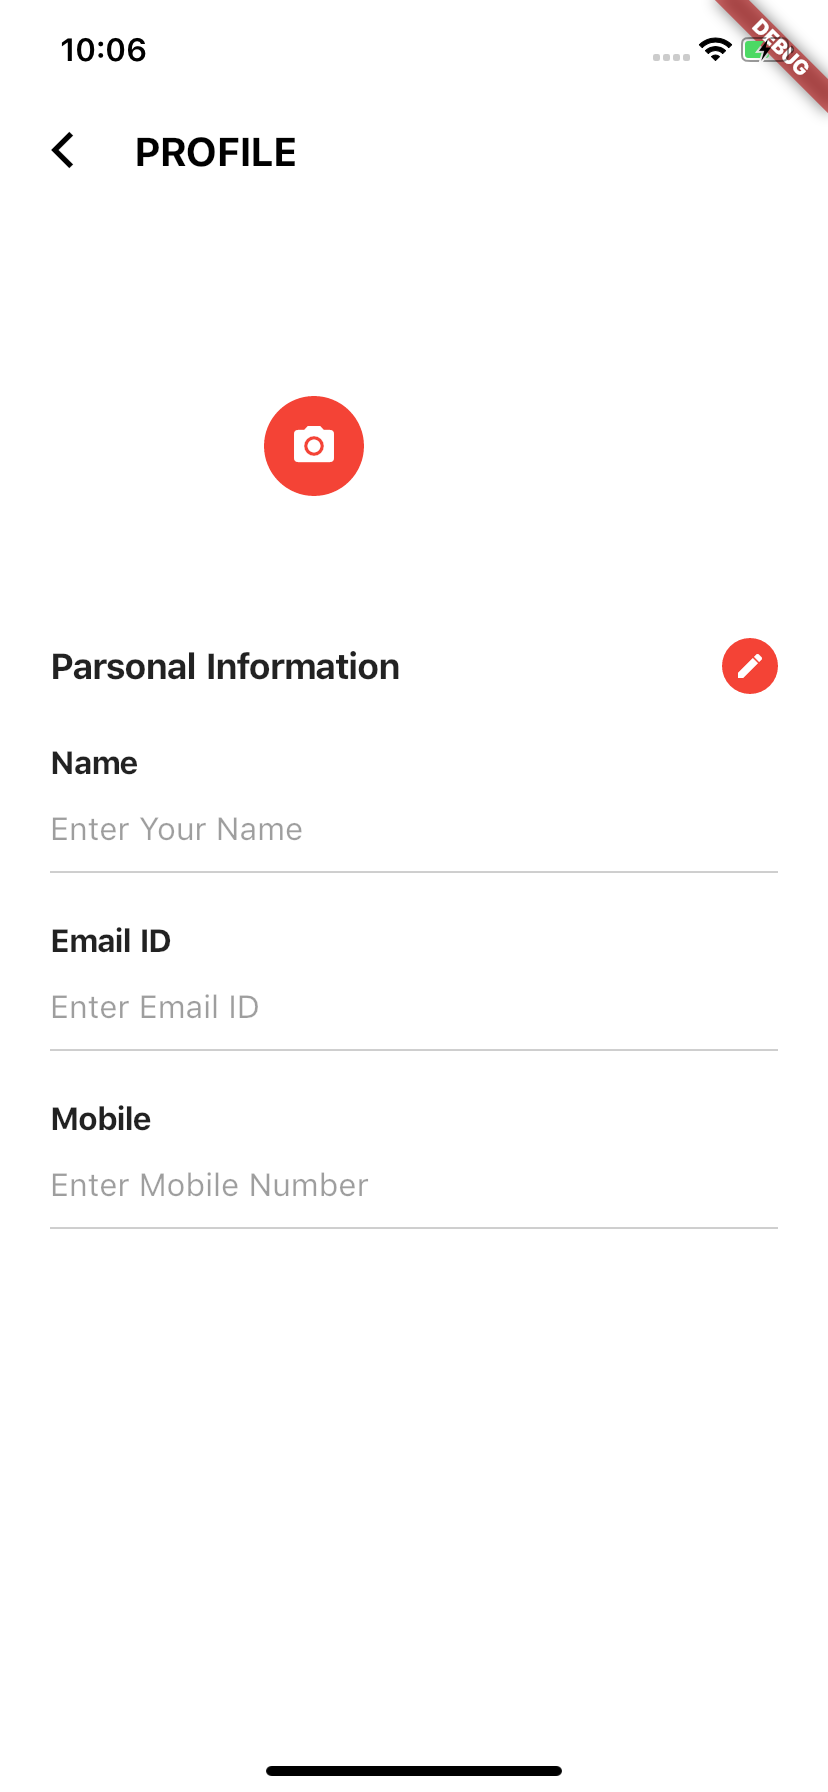 10:06
DEBUG
PROFILE
Parsonal Information
Name
Enter Your Name
Email ID
Enter Email ID
Mobile
Enter Mobile Number